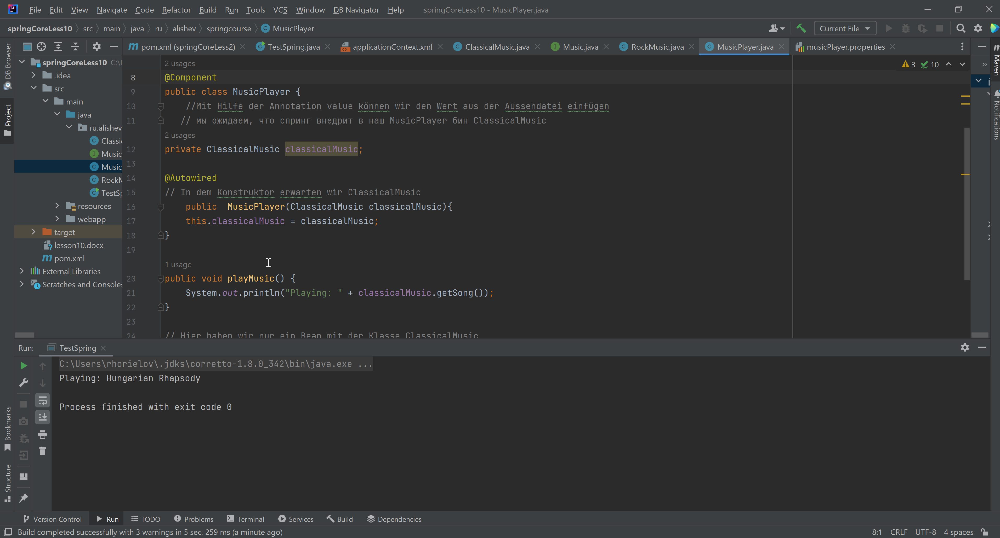 File Edit View Navigate Code Refactor Build Run Tools VCS Window DB Navigator Help springCoreLess10 - MusicPlayer.java
springCoreLess10 src main java ru alishev springcourse MusicPlayer
Current File
pom.xml (springCoreLess2) TestSpring.java applicationContext.xml ClassicalMusic.java Music.java RockMusic.java MusicPlayer.java musicPlayer.properties
DB Browser
Project
Bookmarks
Structure
springCoreLess10 C:\
.idea
src
main
java
ru.alishev
Classi
Music
Music
RockM
TestSp
resources
webapp
target
lesson10.docx
pom.xml
External Libraries
Scratches and Consoles
3 10
2 usages
8 @Component
9 public class MusicPlayer {
10 //Mit Hilfe der Annotation value können wir den Wert aus der Aussendatei einfügen
11 // мы ожидаем, что спринг внедрит в наш MusicPlayer бин ClassicalMusic
2 usages
12 private ClassicalMusic classicalMusic;
13
14 @Autowired
15 // In dem Konstruktor erwarten wir ClassicalMusic
16 public MusicPlayer(ClassicalMusic classicalMusic){
17 this.classicalMusic = classicalMusic;
18 }
19
1 usage
20 public void playMusic() {
21 System.out.println("Playing: " + classicalMusic.getSong());
22 }
23
24 // Hier haben wir nur ein Bean mit der Klasse ClassicalMusic
Maven
Notifications
Run: TestSpring
C:\Users\rhorielov\.jdks\corretto-1.8.0_342\bin\java.exe ...
Playing: Hungarian Rhapsody
Process finished with exit code 0
Version Control Run TODO Problems Terminal Services Build Dependencies
Build completed successfully with 3 warnings in 5 sec, 259 ms (a minute ago) 8:1 CRLF UTF-8 4 spaces